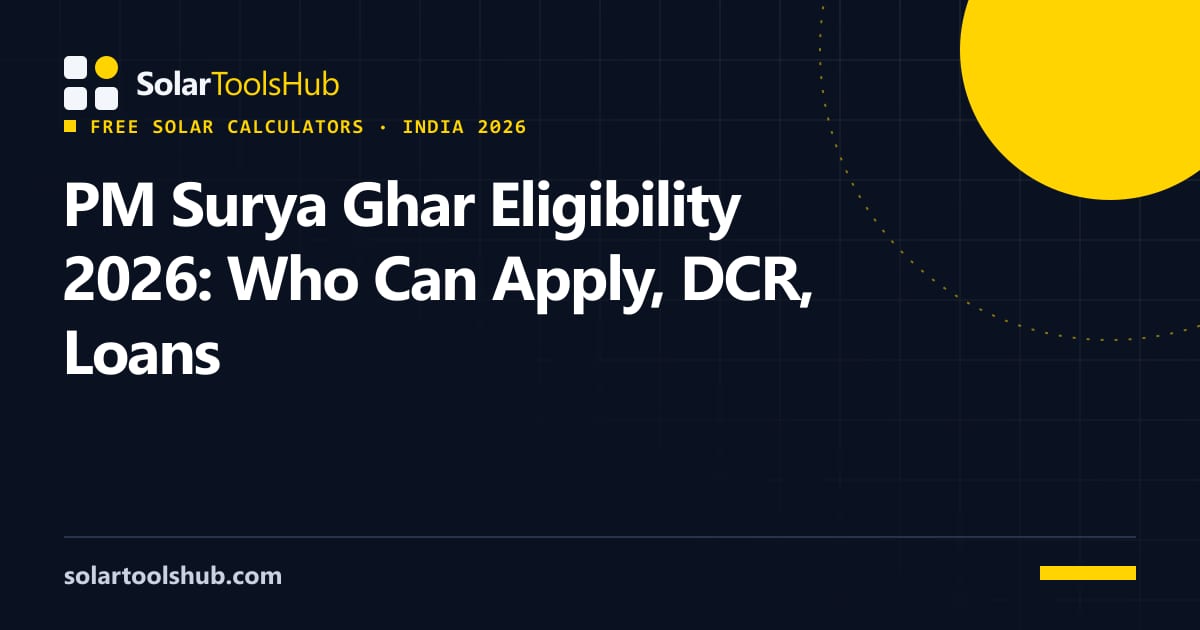 SolarToolsHub
FREE SOLAR CALCULATORS · INDIA 2026
PM Surya Ghar Eligibility
2026: Who Can Apply, DCR,
Loans
solartoolshub.com